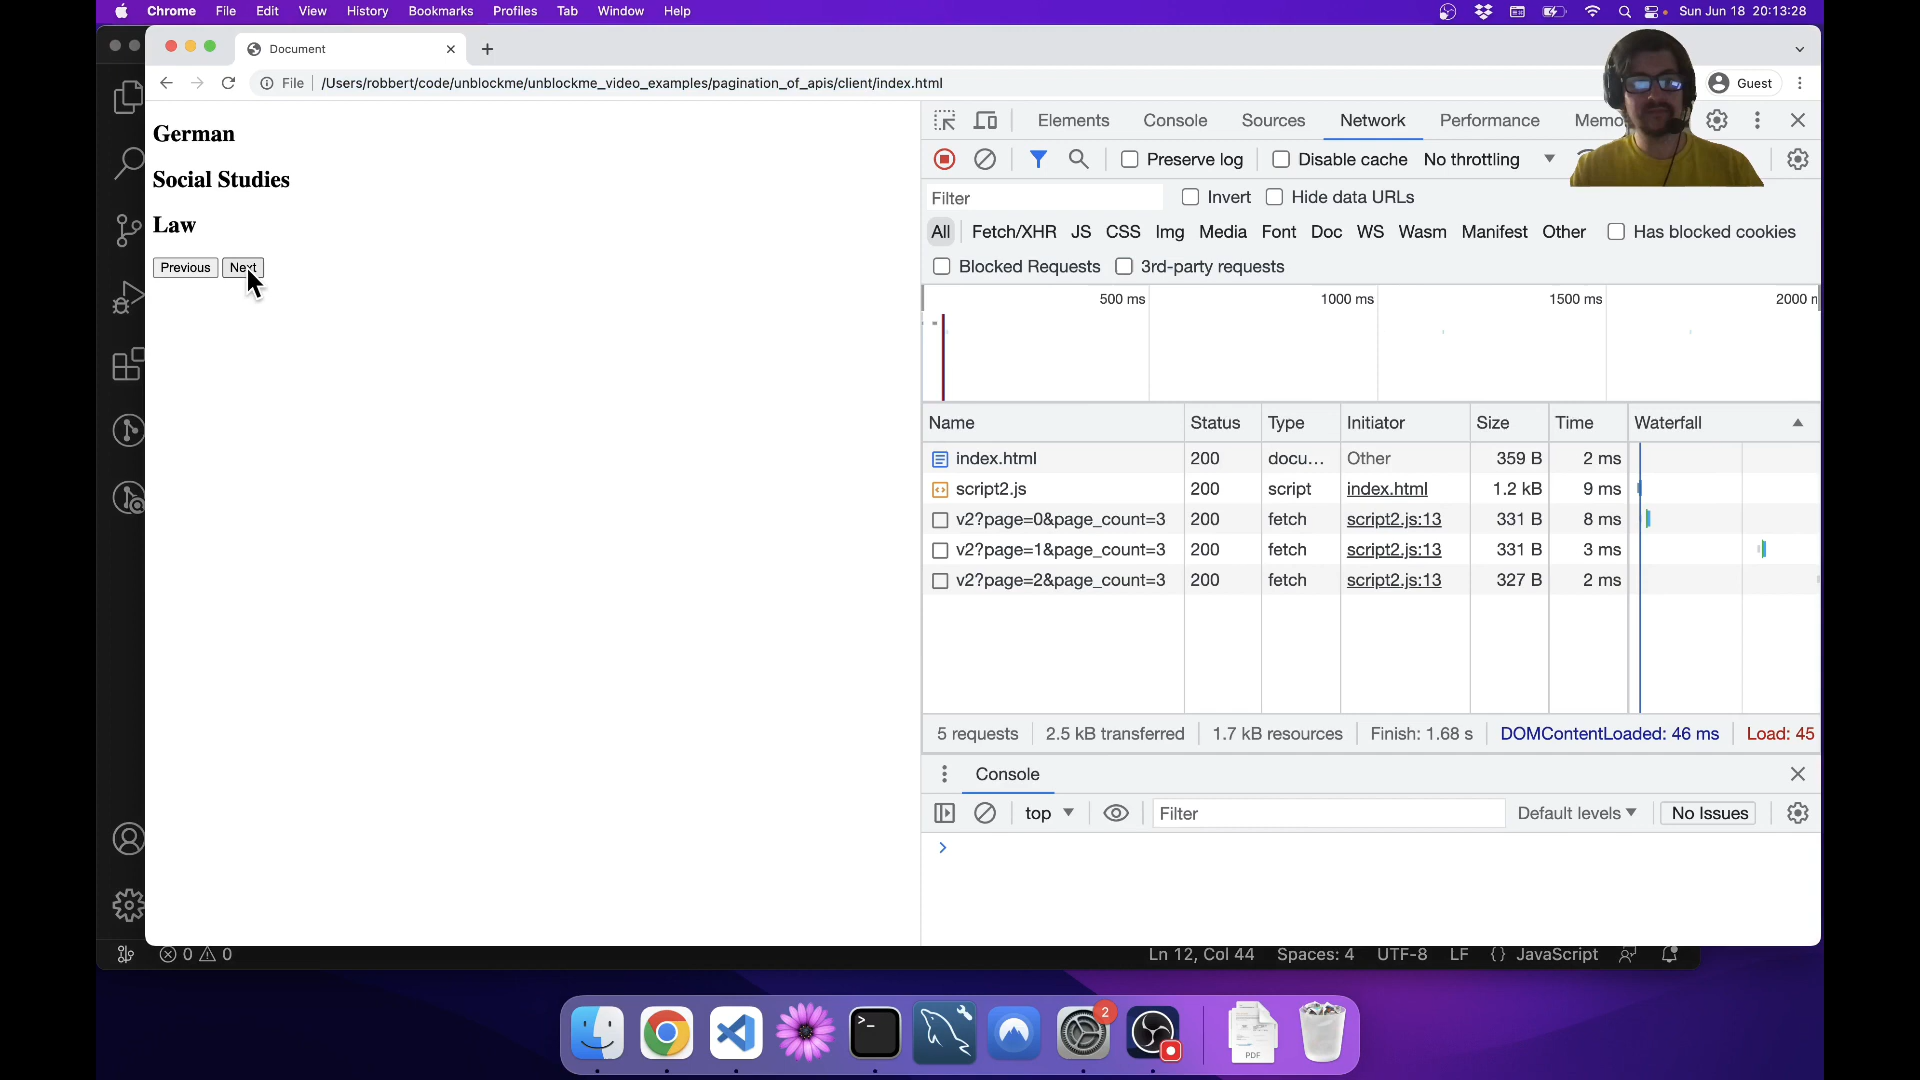 Chrome File Edit View History Bookmarks Profiles Tab Window Help Sun Jun 18 20:13:28
Document
File /Users/robbert/code/unblockme/unblockme_video_examples/pagination_of_apis/client/index.html Guest
German
Social Studies
Law
Previous Next
Elements Console Sources Network Performance Memo
Preserve log Disable cache No throttling
Filter Invert Hide data URLs
All Fetch/XHR JS CSS Img Media Font Doc WS Wasm Manifest Other Has blocked cookies
Blocked Requests 3rd-party requests
500 ms 1000 ms 1500 ms 2000 n
Name Status Type Initiator Size Time Waterfall
index.html 200 docu... Other 359 B 2 ms
script2.js 200 script index.html 1.2 kB 9 ms
v2?page=0&page_count=3 200 fetch script2.js:13 331 B 8 ms
v2?page=1&page_count=3 200 fetch script2.js:13 331 B 3 ms
v2?page=2&page_count=3 200 fetch script2.js:13 327 B 2 ms
5 requests 2.5 kB transferred 1.7 kB resources Finish: 1.68 s DOMContentLoaded: 46 ms Load: 45
Console
top Filter Default levels No Issues
0 0 Ln 12, Col 44 Spaces: 4 UTF-8 LF {} JavaScript
2
PDF